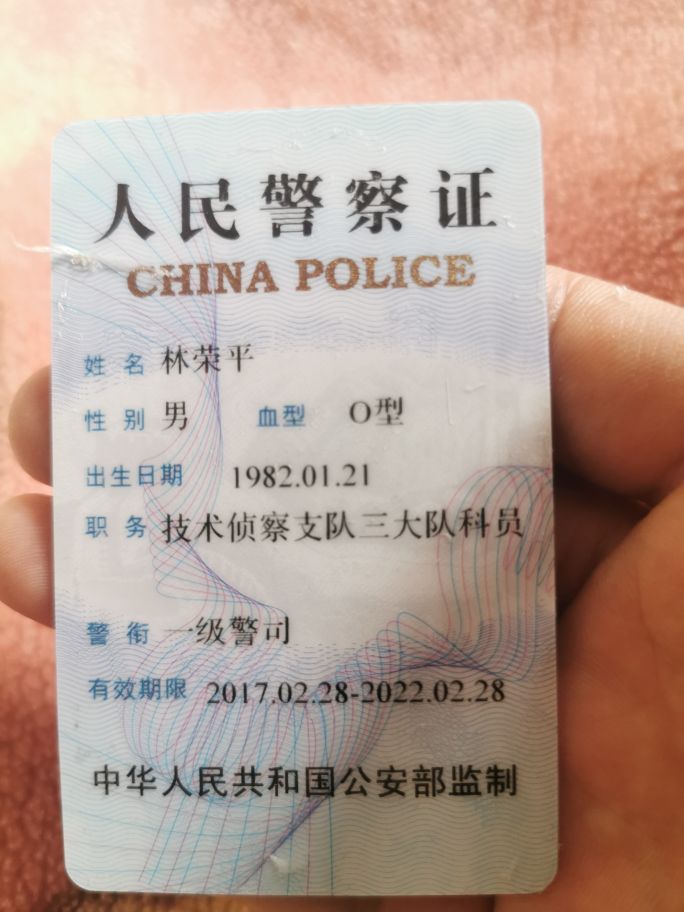 人民警察证
CHINA POLICE
姓 名 林荣平
性 别 男 血型 O型
出生日期 1982.01.21
职 务 技术侦察支队三大队科员
警 衔 一级警司
有效期限 2017.02.28-2022.02.28
中华人民共和国公安部监制